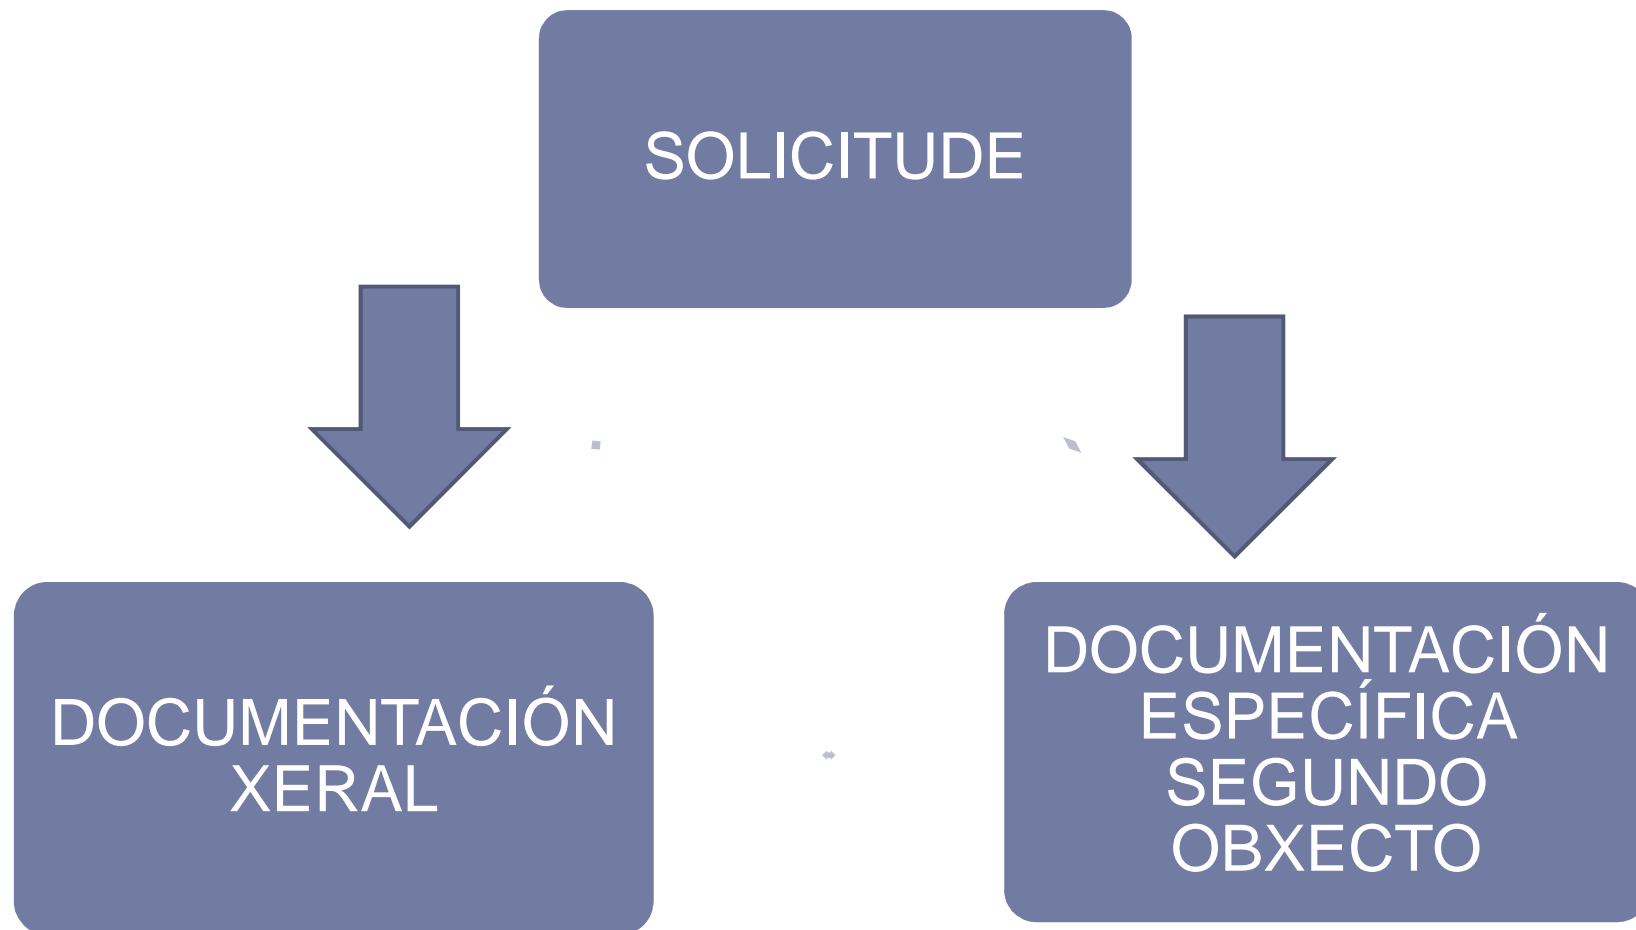 SOLICITUDE
DOCUMENTACIÓN
XERAL
DOCUMENTACIÓN
ESPECÍFICA
SEGUNDO
OBXECTO